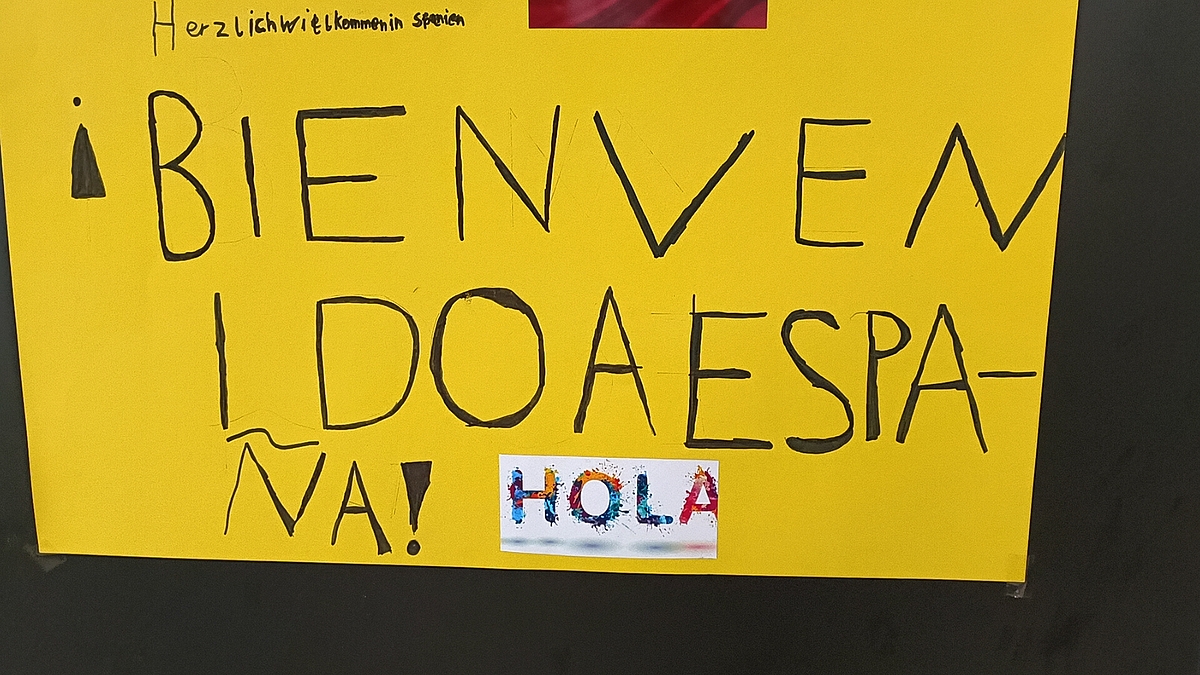 Herzlichwillkommenin spanien
¡BIENVEN
IDOAESPA-
ÑA!
HOLA